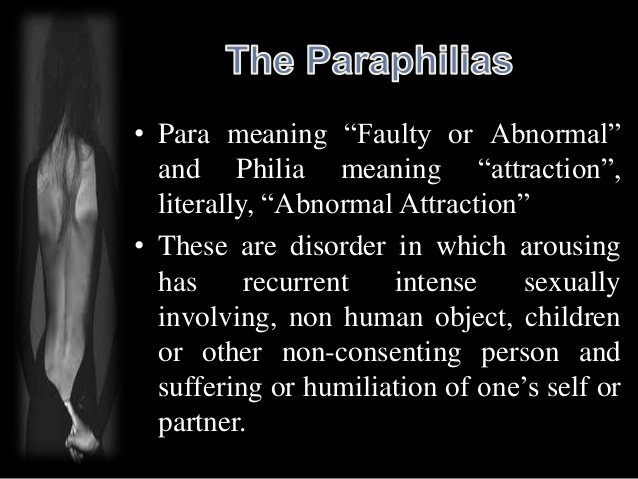 The Paraphilias
• Para meaning “Faulty or Abnormal”
and Philia meaning “attraction”,
literally, “Abnormal Attraction”
• These are disorder in which arousing
has recurrent intense sexually
involving, non human object, children
or other non-consenting person and
suffering or humiliation of one’s self or
partner.